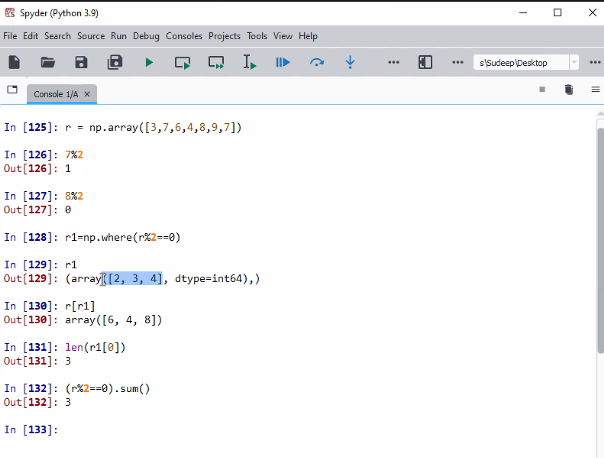 Spyder (Python 3.9)
File Edit Search Source Run Debug Consoles Projects Tools View Help
s\Sudeep\Desktop
Console 1/A
In [125]: r = np.array([3,7,6,4,8,9,7])
In [126]: 7%2
Out[126]: 1
In [127]: 8%2
Out[127]: 0
In [128]: r1=np.where(r%2==0)
In [129]: r1
Out[129]: (array([2, 3, 4], dtype=int64),)
In [130]: r[r1]
Out[130]: array([6, 4, 8])
In [131]: len(r1[0])
Out[131]: 3
In [132]: (r%2==0).sum()
Out[132]: 3
In [133]: